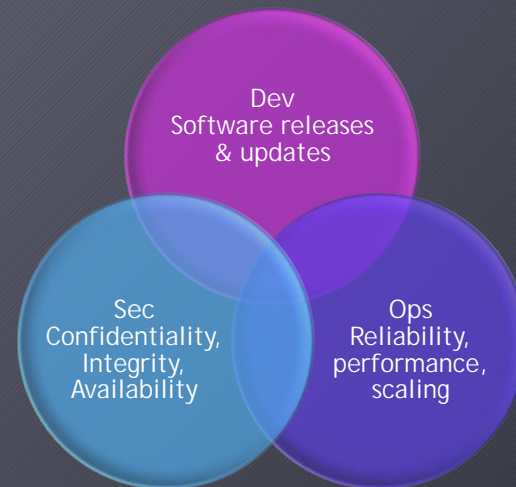 Dev
Software releases
& updates
Sec
Confidentiality,
Integrity,
Availability
Ops
Reliability,
performance,
scaling